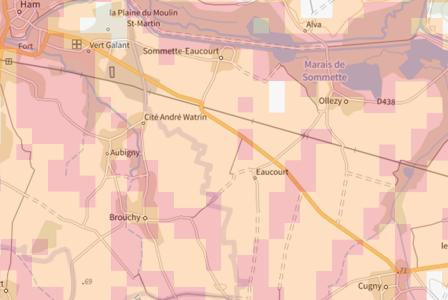 Ham
la Plaine du Moulin
St-Martin
Alva
Fort
Vert Galant
Sommette-Eaucourt
Marais de
Sommette
Ollezy
D438
Cité André Watrin
Aubigny
Eaucourt
Brouchy
71
69
Cugny